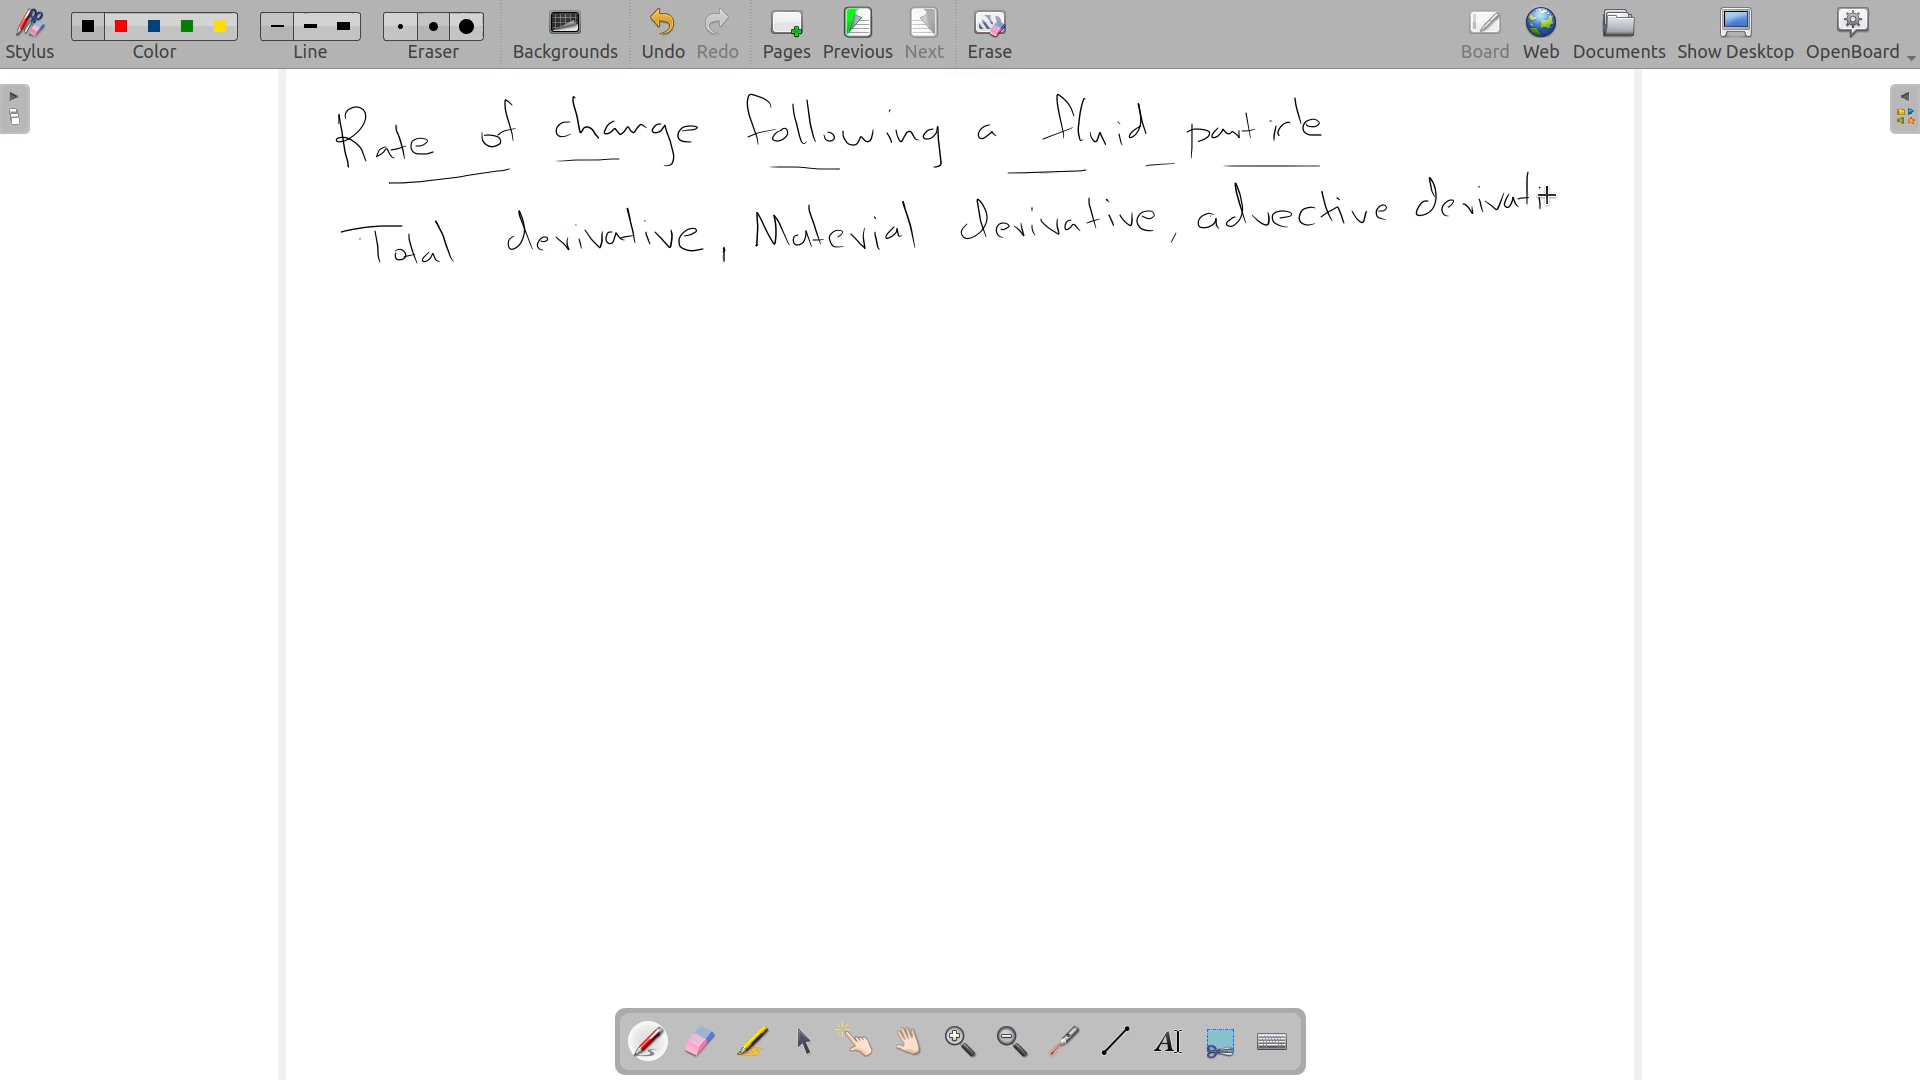 Stylus Color Line Eraser Backgrounds Undo Redo Pages Previous Next Erase Board Web Documents Show Desktop OpenBoard
Rate of change following a fluid particle
Total derivative, Material derivative, advective derivati